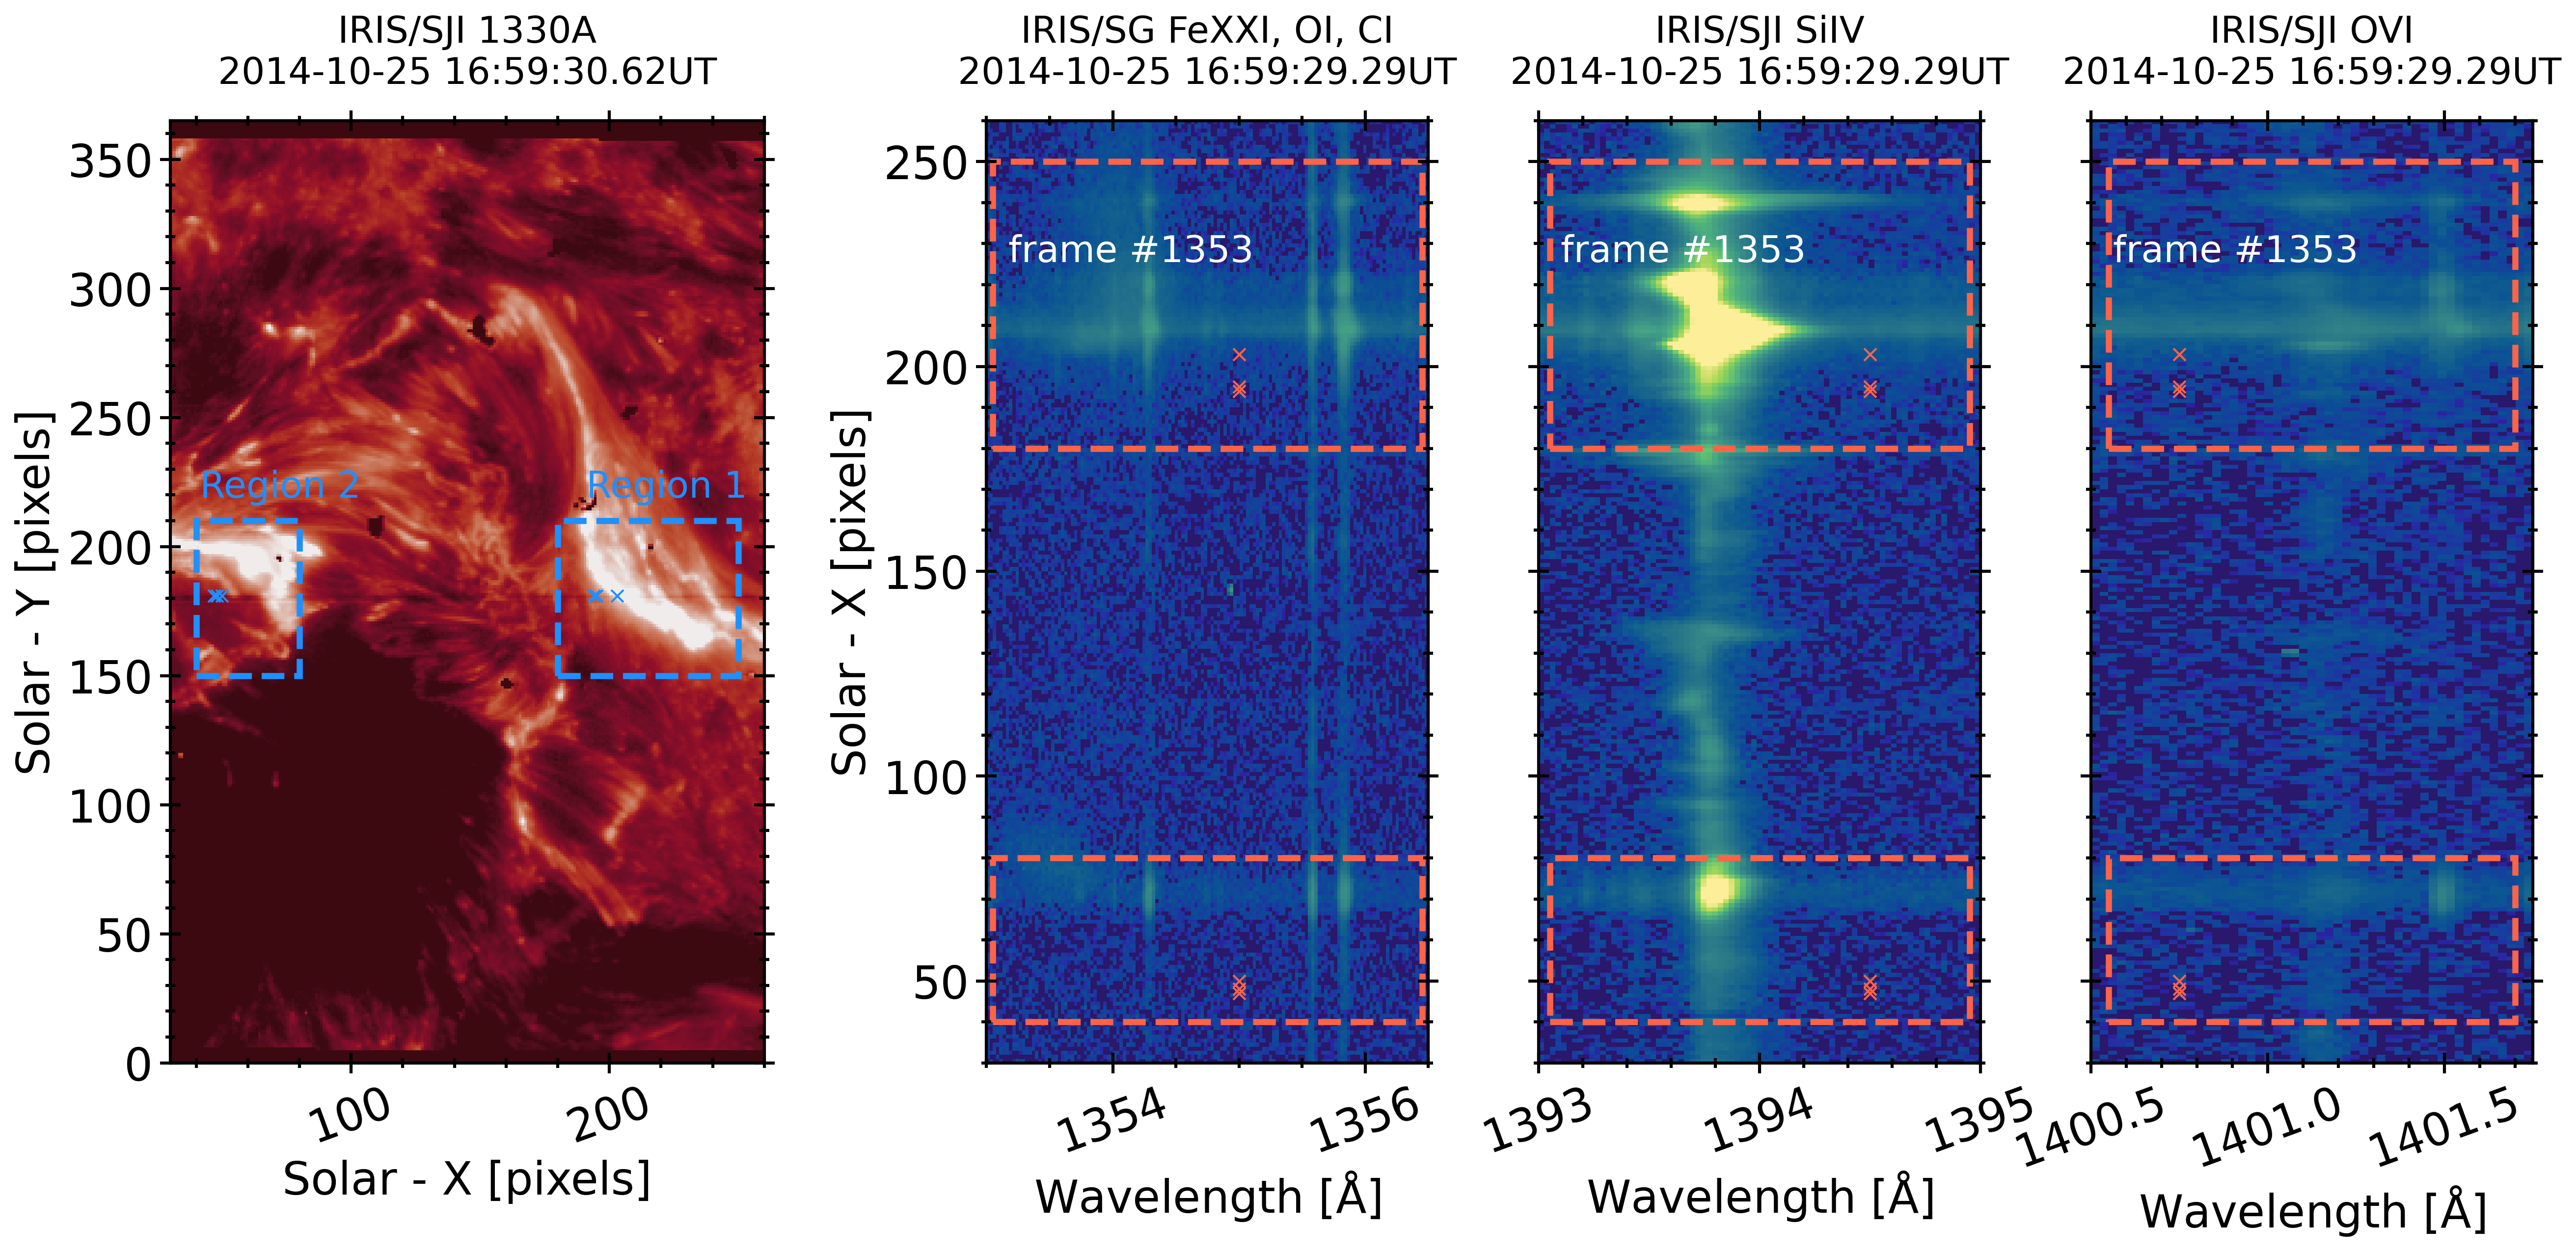 IRIS/SJI 1330A
2014-10-25 16:59:30.62UT
IRIS/SG FeXXI, OI, CI
2014-10-25 16:59:29.29UT
IRIS/SJI SiIV
2014-10-25 16:59:29.29UT
IRIS/SJI OVI
2014-10-25 16:59:29.29UT
Solar - Y [pixels]
350
300
250
200
150
100
50
0
Region 2
Region 1
100
200
Solar - X [pixels]
Solar - X [pixels]
250
200
150
100
50
frame #1353
1354
1356
Wavelength [Å]
frame #1353
1393
1394
1395
Wavelength [Å]
frame #1353
1400.5
1401.0
1401.5
Wavelength [Å]